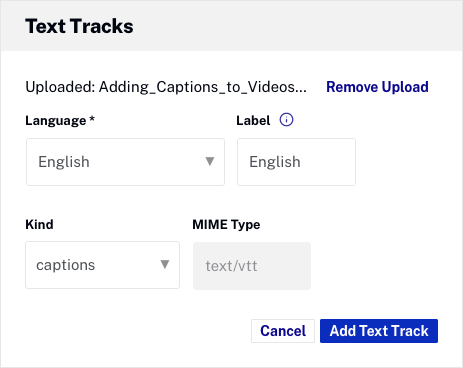 Text Tracks
Uploaded: Adding_Captions_to_Videos... Remove Upload
Language * Label
English English
Kind MIME Type
captions text/vtt
Cancel Add Text Track